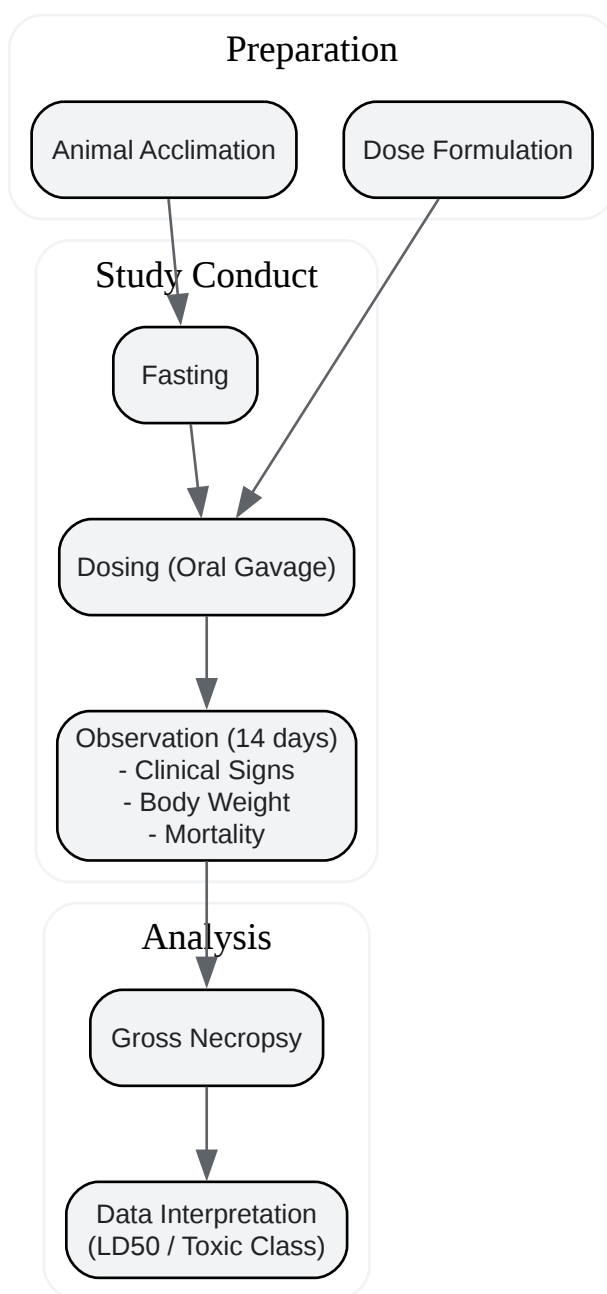 Preparation
Animal Acclimation
Dose Formulation
Study Conduct
Fasting
Dosing (Oral Gavage)
Observation (14 days)
- Clinical Signs
- Body Weight
- Mortality
Analysis
Gross Necropsy
Data Interpretation
(LD50 / Toxic Class)